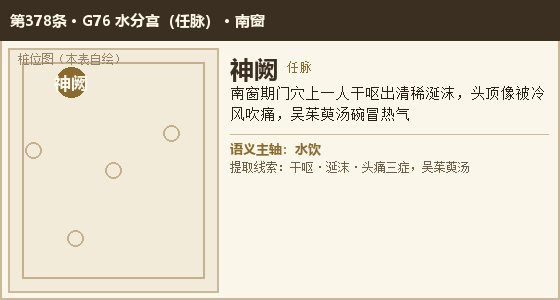 第378条·G76 水分宫（任脉）·南窗
桩位图（本表自绘）
神阙
神阙 任脉
南窗期门穴上一人干呕出清稀涎沫，头顶像被冷
风吹痛，吴茱萸汤碗冒热气
语义主轴：水饮
提取线索：干呕·涎沫·头痛三症，吴茱萸汤